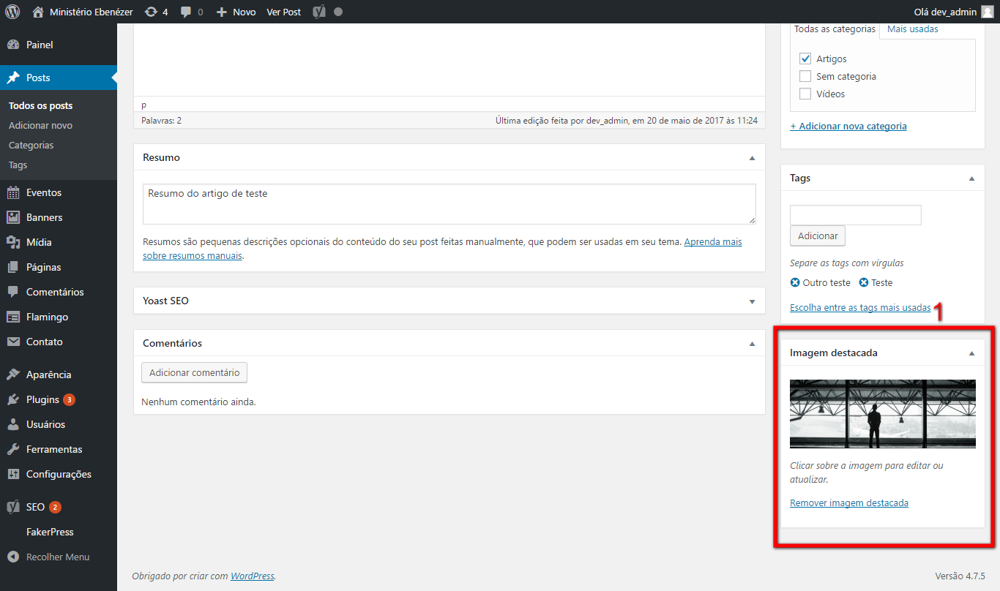 Ministério Ebenézer 4 0 Novo Ver Post Olá dev_admin
Painel
Posts
Todos os posts
Adicionar novo
Categorias
Tags
Eventos
Banners
Mídia
Páginas
Comentários
Flamingo
Contato
Aparência
Plugins 3
Usuários
Ferramentas
Configurações
SEO 2
FakerPress
Recolher Menu
p
Palavras: 2 Última edição feita por dev_admin, em 20 de maio de 2017 às 11:24
Resumo
Resumo do artigo de teste
Resumos são pequenas descrições opcionais do conteúdo do seu post feitas manualmente, que podem ser usadas em seu tema. Aprenda mais
sobre resumos manuais.
Yoast SEO
Comentários
Adicionar comentário
Nenhum comentário ainda.
Todas as categorias Mais usadas
Artigos
Sem categoria
Vídeos
+ Adicionar nova categoria
Tags
Adicionar
Separe as tags com vírgulas
Outro teste Teste
Escolha entre as tags mais usadas 1
Imagem destacada
Clicar sobre a imagem para editar ou
atualizar.
Remover imagem destacada
Obrigado por criar com WordPress. Versão 4.7.5